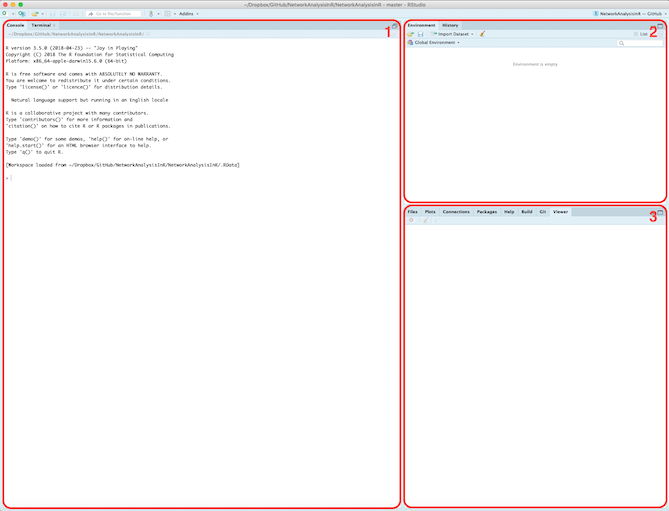 ~/Dropbox/GitHub/NetworkAnalysisInR/NetworkAnalysisInR - master - RStudio
Go to file/function
Addins
NetworkAnalysisInR — GitHub
Console
Terminal
1
~/Dropbox/GitHub/NetworkAnalysisInR/NetworkAnalysisInR/
R version 3.5.0 (2018-04-23) -- "Joy in Playing"
Copyright (C) 2018 The R Foundation for Statistical Computing
Platform: x86_64-apple-darwin15.6.0 (64-bit)
R is free software and comes with ABSOLUTELY NO WARRANTY.
You are welcome to redistribute it under certain conditions.
Type 'license()' or 'licence()' for distribution details.
Natural language support but running in an English locale
R is a collaborative project with many contributors.
Type 'contributors()' for more information and
'citation()' on how to cite R or R packages in publications.
Type 'demo()' for some demos, 'help()' for on-line help, or
'help.start()' for an HTML browser interface to help.
Type 'q()' to quit R.
[Workspace loaded from ~/Dropbox/GitHub/NetworkAnalysisInR/NetworkAnalysisInR/.RData]
>
Environment
History
2
Import Dataset
List
Global Environment
Environment is empty
Files
Plots
Connections
Packages
Help
Build
Git
Viewer
3